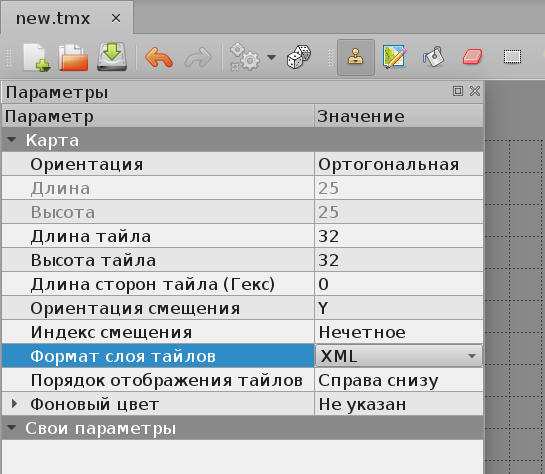 new.tmx ×
Параметры
Параметр Значение
Карта
Ориентация Ортогональная
Длина 25
Высота 25
Длина тайла 32
Высота тайла 32
Длина сторон тайла (Гекс) 0
Ориентация смещения Y
Индекс смещения Нечетное
Формат слоя тайлов XML
Порядок отображения тайлов Справа снизу
Фоновый цвет Не указан
Свои параметры